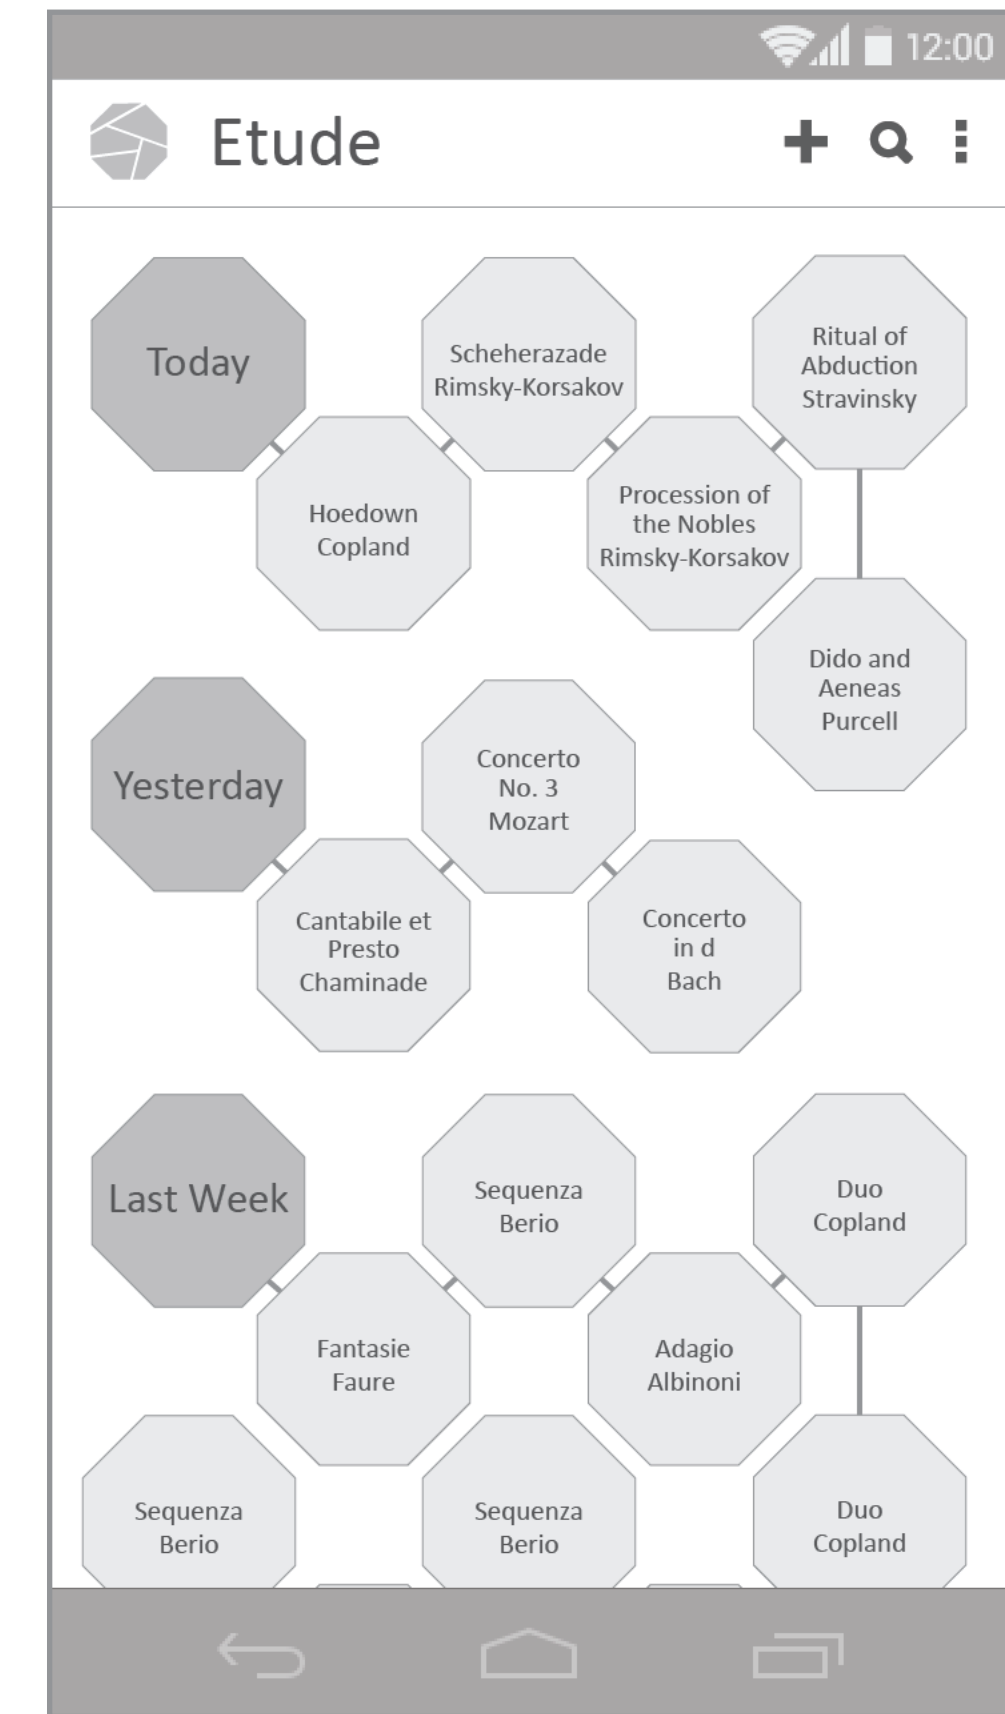 12:00
Etude
Today
Scheherazade
Rimsky-Korsakov
Ritual of
Abduction
Stravinsky
Hoedown
Copland
Procession of
the Nobles
Rimsky-Korsakov
Dido and
Aeneas
Purcell
Yesterday
Concerto
No. 3
Mozart
Cantabile et
Presto
Chaminade
Concerto
in d
Bach
Last Week
Sequenza
Berio
Duo
Copland
Fantasie
Faure
Adagio
Albinoni
Sequenza
Berio
Sequenza
Berio
Duo
Copland